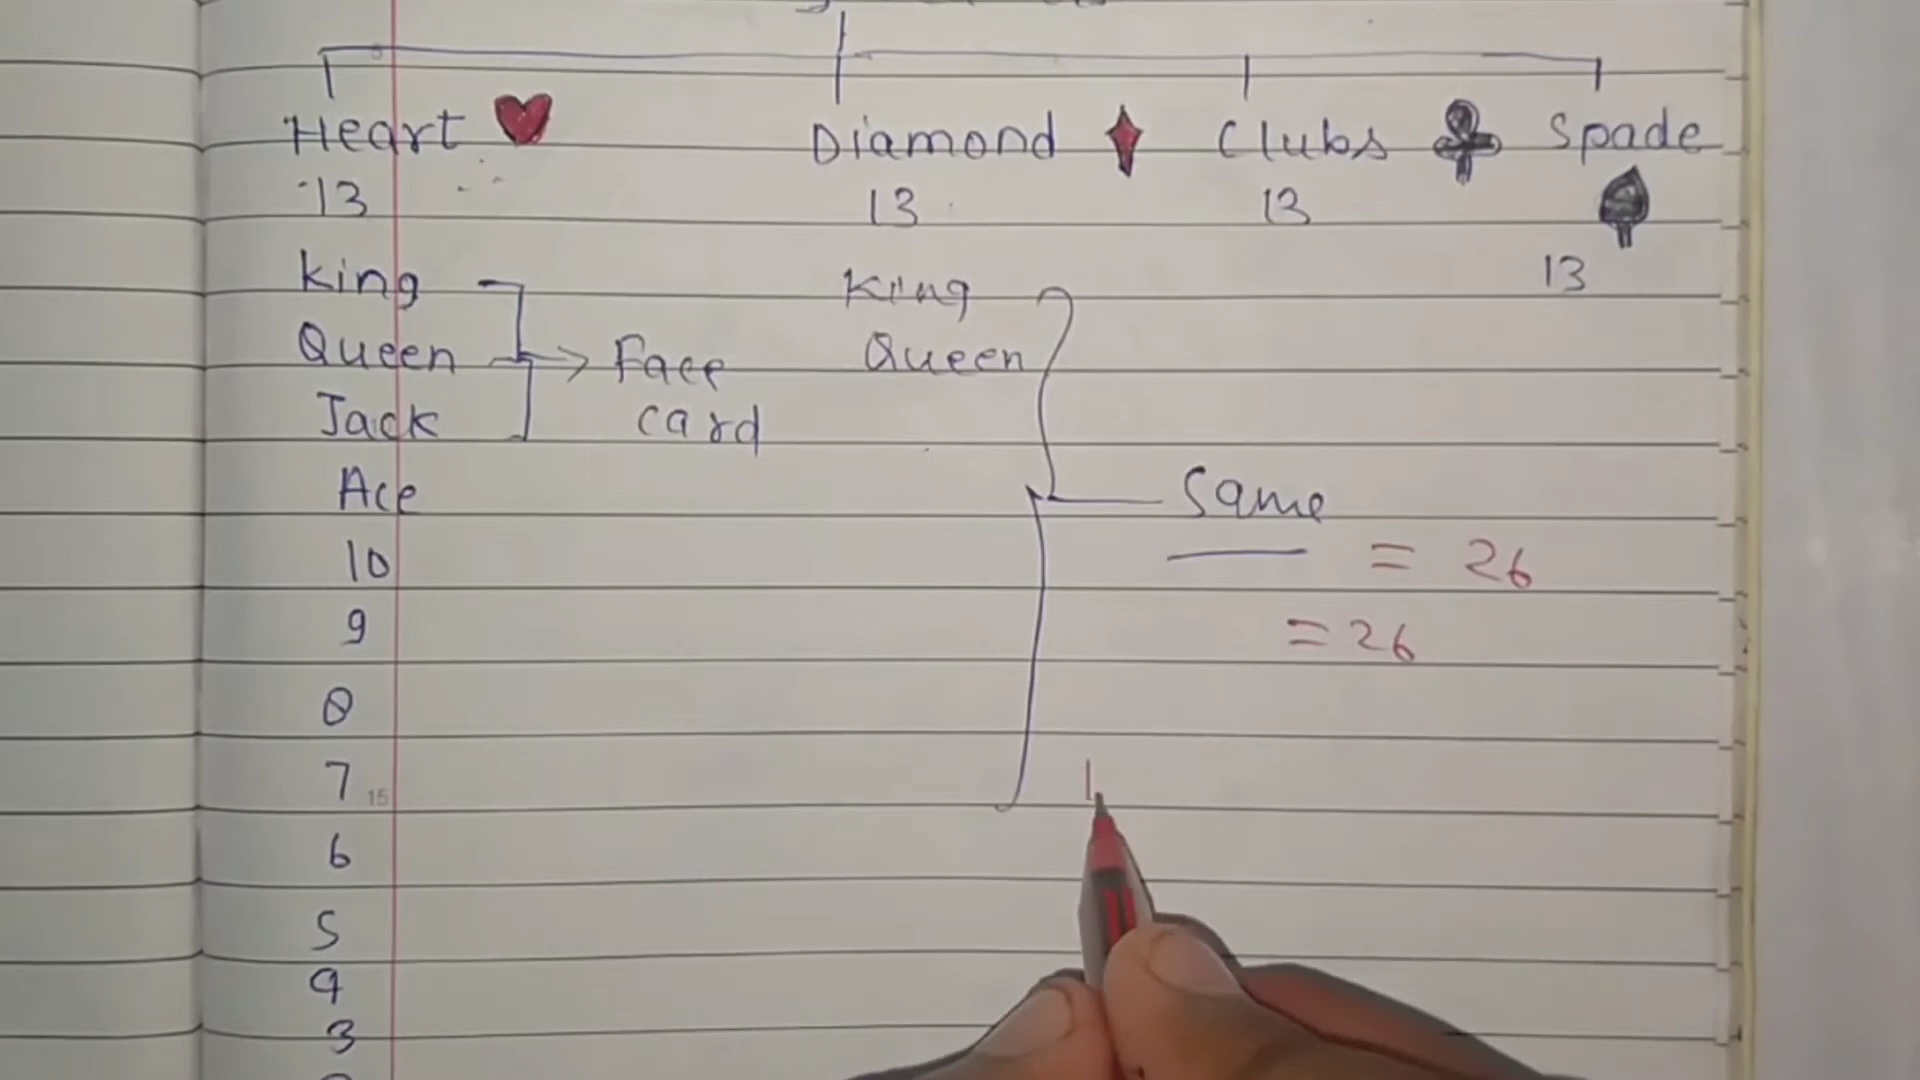 Heart Diamond Clubs Spade
13 13 13
13
King King
Queen Face Queen
Jack card
Ace Same
10 = 26
9 = 26
8
7 15
6
5
4
3